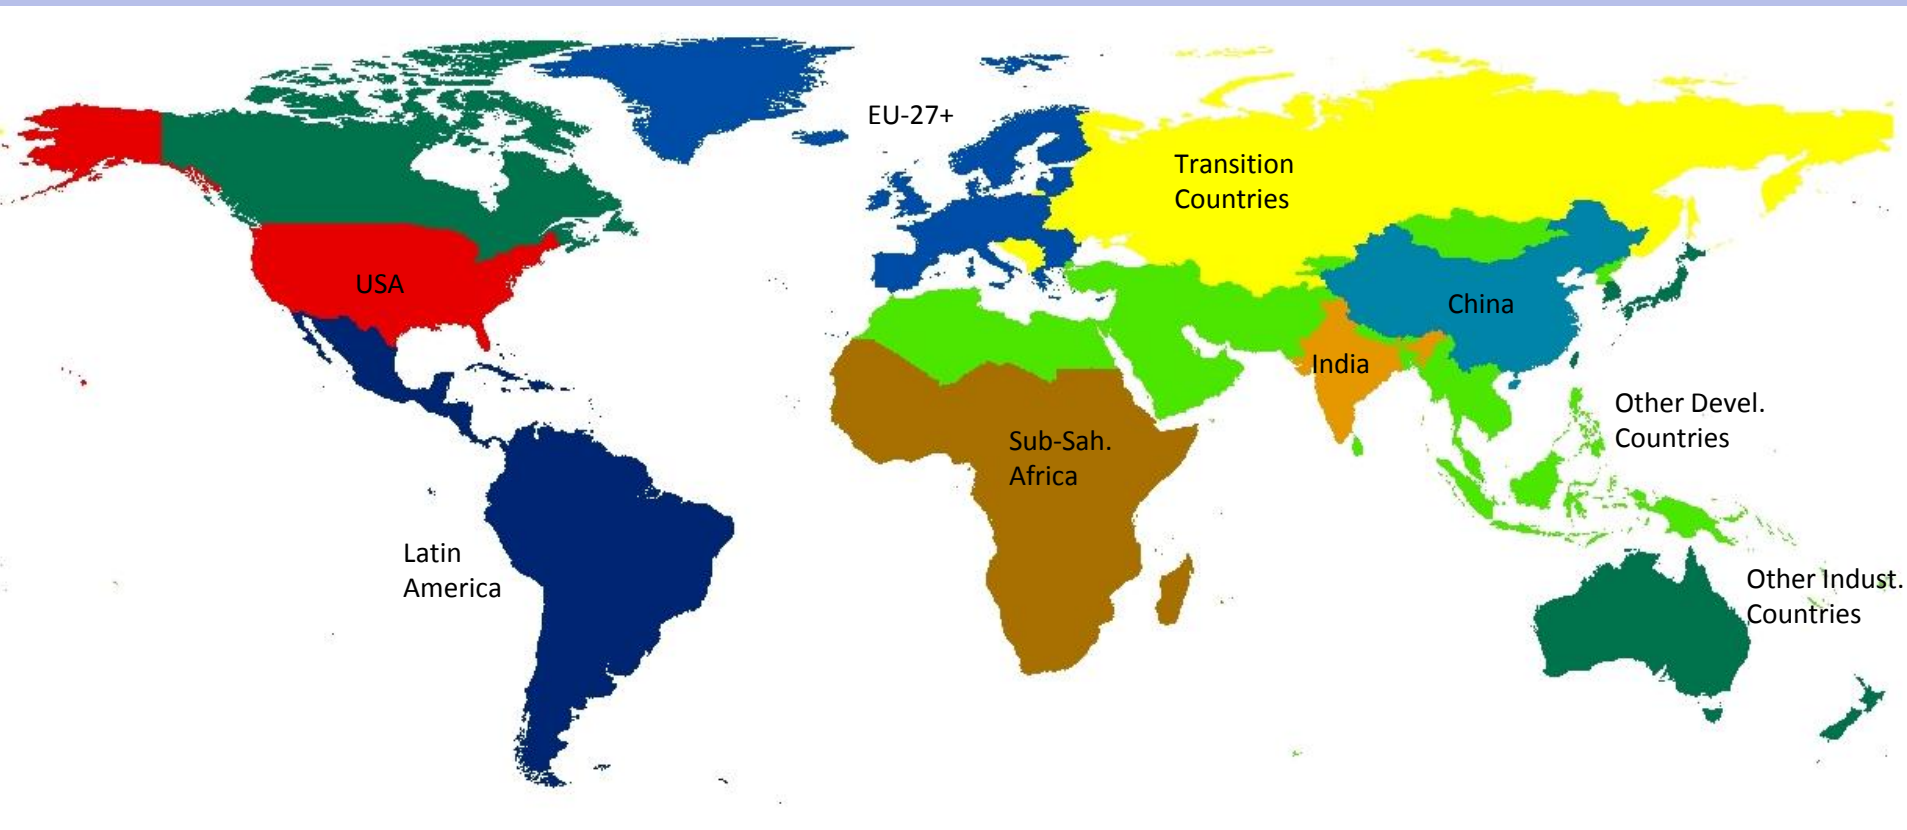 EU-27+
Transition
Countries
USA
China
India
Other Devel.
Countries
Sub-Sah.
Africa
Latin
America
Other Indust.
Countries